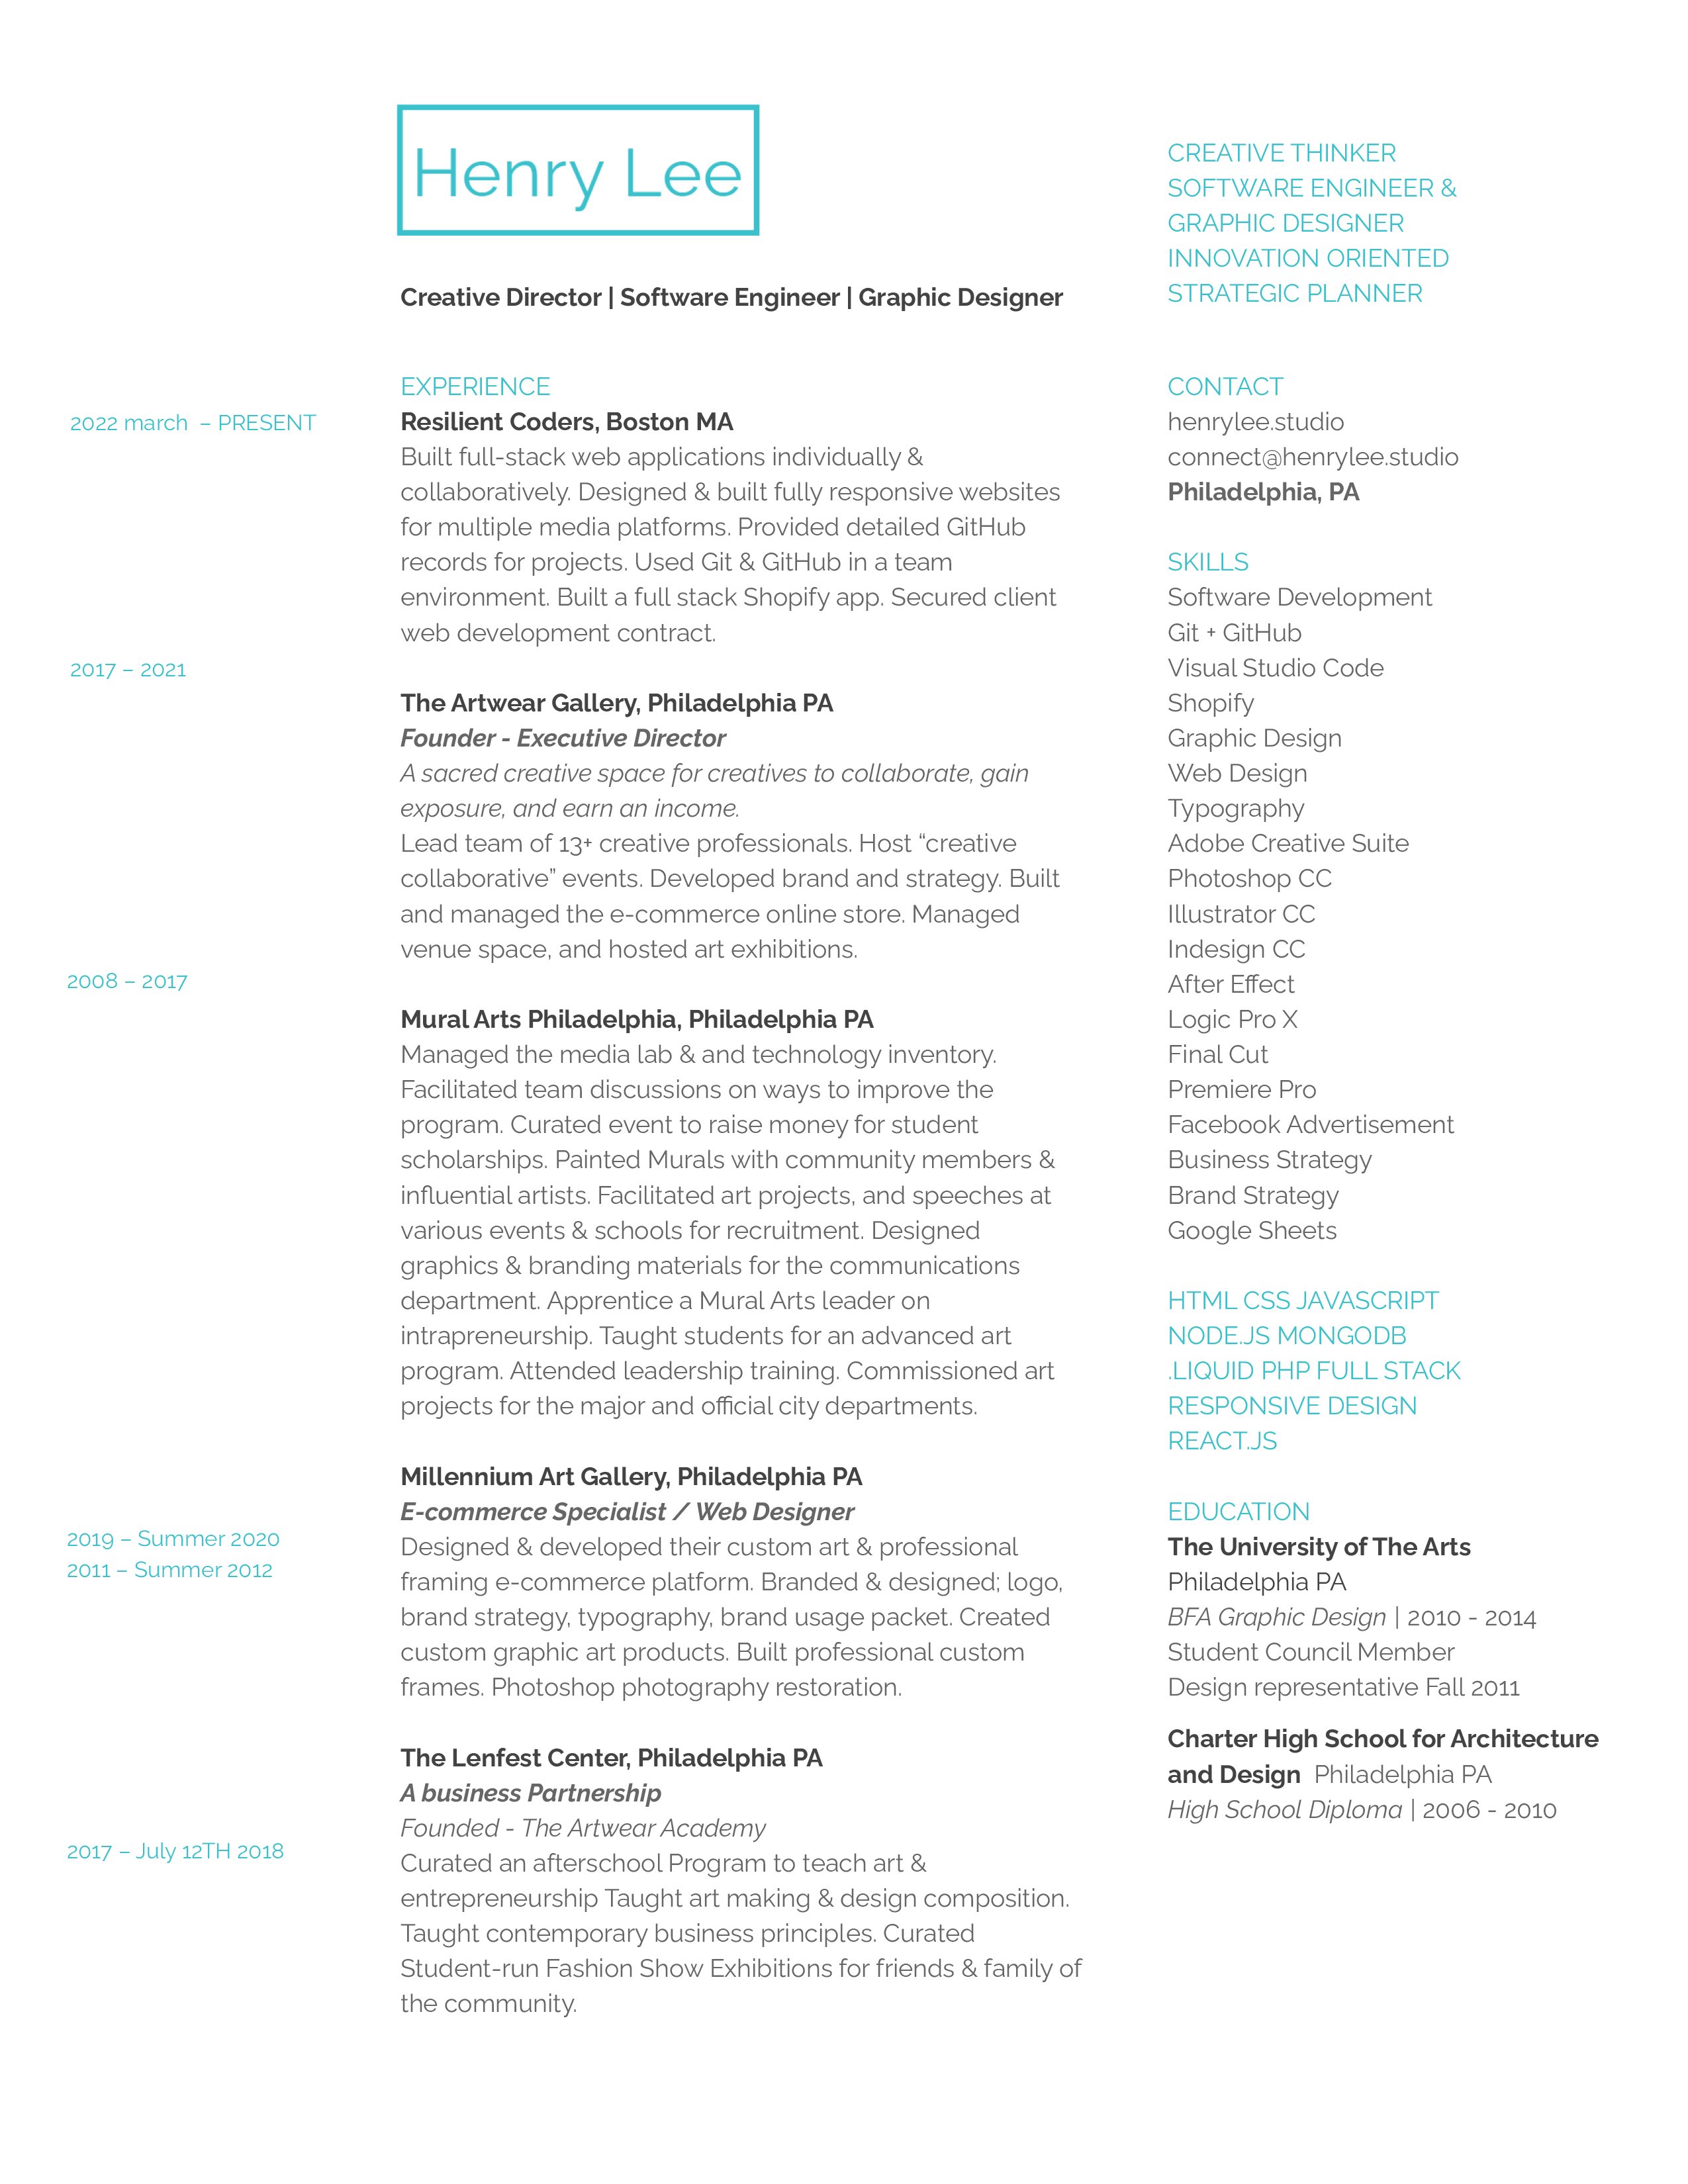 Henry Lee
Creative Director | Software Engineer | Graphic Designer
CREATIVE THINKER
SOFTWARE ENGINEER &
GRAPHIC DESIGNER
INNOVATION ORIENTED
STRATEGIC PLANNER
EXPERIENCE
2022 march – PRESENT
Resilient Coders, Boston MA
Built full-stack web applications individually &
collaboratively. Designed & built fully responsive websites
for multiple media platforms. Provided detailed GitHub
records for projects. Used Git & GitHub in a team
environment. Built a full stack Shopify app. Secured client
web development contract.
2017 – 2021
The Artwear Gallery, Philadelphia PA
Founder - Executive Director
A sacred creative space for creatives to collaborate, gain
exposure, and earn an income.
Lead team of 13+ creative professionals. Host “creative
collaborative” events. Developed brand and strategy. Built
and managed the e-commerce online store. Managed
venue space, and hosted art exhibitions.
2008 – 2017
Mural Arts Philadelphia, Philadelphia PA
Managed the media lab & and technology inventory.
Facilitated team discussions on ways to improve the
program. Curated event to raise money for student
scholarships. Painted Murals with community members &
influential artists. Facilitated art projects, and speeches at
various events & schools for recruitment. Designed
graphics & branding materials for the communications
department. Apprentice a Mural Arts leader on
intrapreneurship. Taught students for an advanced art
program. Attended leadership training. Commissioned art
projects for the major and official city departments.
Millennium Art Gallery, Philadelphia PA
E-commerce Specialist / Web Designer
2019 – Summer 2020
2011 – Summer 2012
Designed & developed their custom art & professional
framing e-commerce platform. Branded & designed; logo,
brand strategy, typography, brand usage packet. Created
custom graphic art products. Built professional custom
frames. Photoshop photography restoration.
The Lenfest Center, Philadelphia PA
A business Partnership
Founded - The Artwear Academy
2017 – July 12TH 2018
Curated an afterschool Program to teach art &
entrepreneurship Taught art making & design composition.
Taught contemporary business principles. Curated
Student-run Fashion Show Exhibitions for friends & family of
the community.
CONTACT
henrylee.studio
connect@henrylee.studio
Philadelphia, PA
SKILLS
Software Development
Git + GitHub
Visual Studio Code
Shopify
Graphic Design
Web Design
Typography
Adobe Creative Suite
Photoshop CC
Illustrator CC
Indesign CC
After Effect
Logic Pro X
Final Cut
Premiere Pro
Facebook Advertisement
Business Strategy
Brand Strategy
Google Sheets
HTML CSS JAVASCRIPT
NODE.JS MONGODB
.LIQUID PHP FULL STACK
RESPONSIVE DESIGN
REACT.JS
EDUCATION
The University of The Arts
Philadelphia PA
BFA Graphic Design | 2010 - 2014
Student Council Member
Design representative Fall 2011
Charter High School for Architecture
and Design Philadelphia PA
High School Diploma | 2006 - 2010